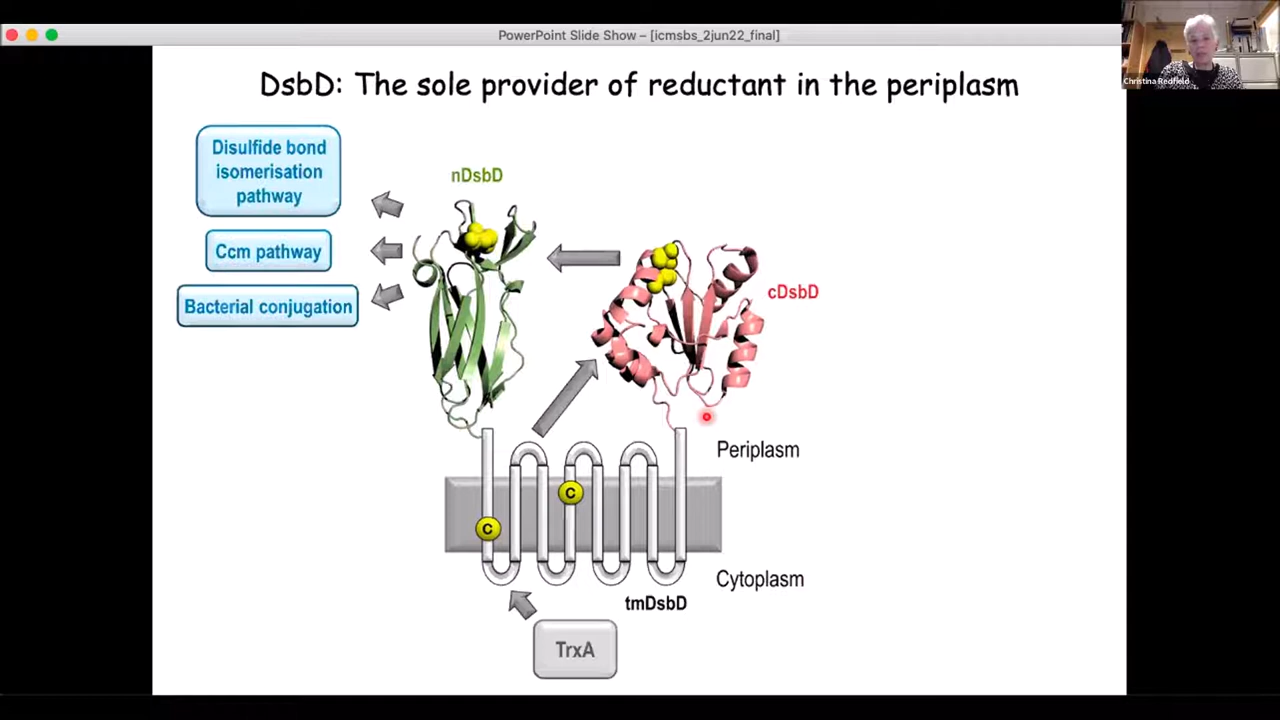 PowerPoint Slide Show – [icmsbs_2jun22_final]
Christina Redfield
DsbD: The sole provider of reductant in the periplasm
Disulfide bond
isomerisation
pathway
nDsbD
Ccm pathway
cDsbD
Bacterial conjugation
Periplasm
C
C
Cytoplasm
tmDsbD
TrxA